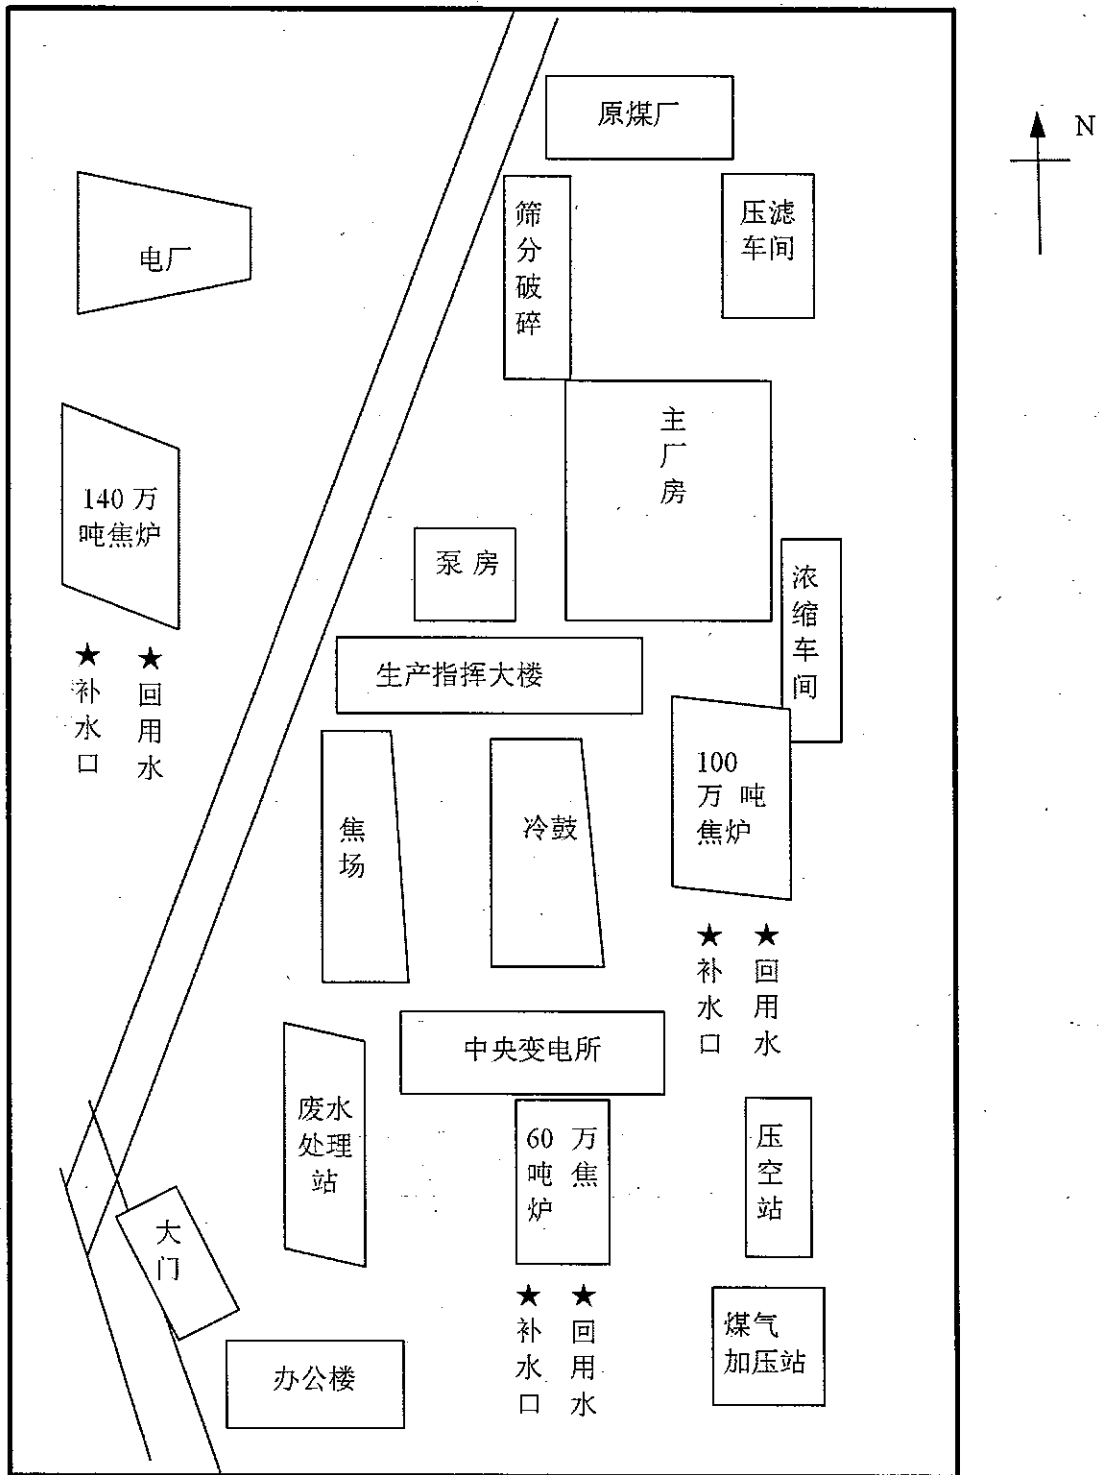 原煤厂
N
筛分破碎
压滤车间
电厂
主厂房
140 万吨焦炉
泵 房
浓缩车间
★补水口
★回用水
生产指挥大楼
100万 吨焦炉
焦场
冷鼓
★补水口
★回用水
中央变电所
废水处理站
60 万吨焦炉
压空站
大门
★补水口
★回用水
煤气加压站
办公楼